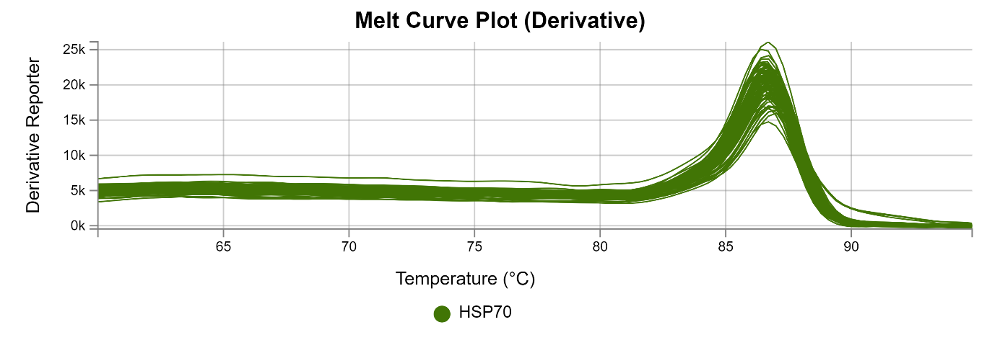 Melt Curve Plot (Derivative)
Derivative Reporter
25k
20k
15k
10k
5k
0k
65 70 75 80 85 90
Temperature (°C)
HSP70